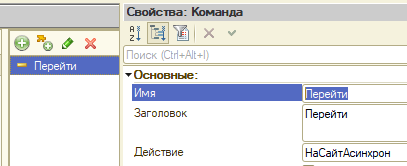 Свойства: Команда
Поиск (Ctrl+Alt+I)
Перейти
Основные:
Имя Перейти
Заголовок Перейти
Действие НаСайтАсинхрон